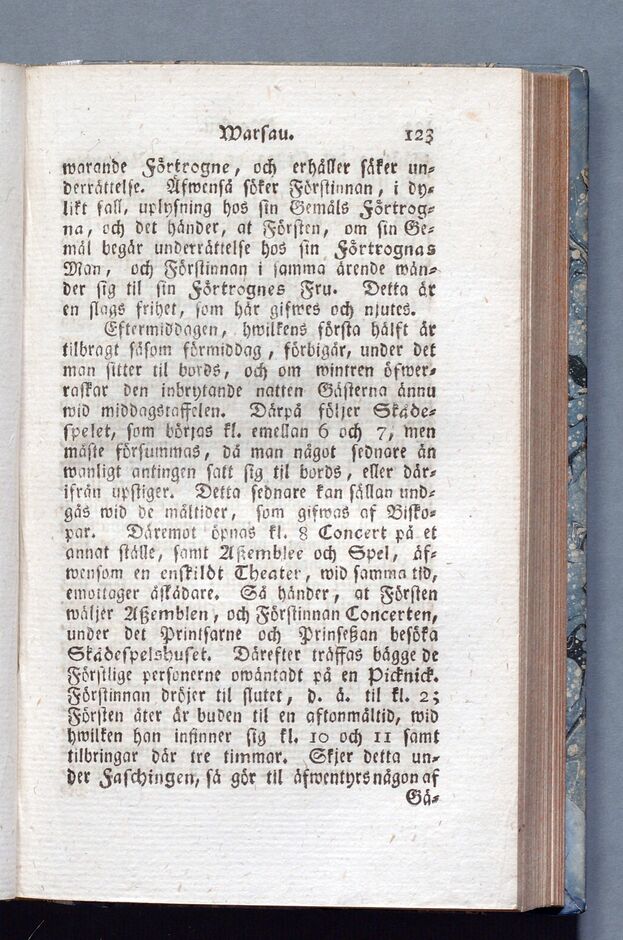 Warsau. 123
warande Förtrogne, och erhåller säker un-
derrättelse. Äfwenså söker Förstinnan, i dy-
likt fall, uplysning hos sin Gemåls Förtrog-
na, och det händer, at Försten, om sin Ge-
mål begär underrättelse hos sin Förtrognas
Man, och Förstinnan i samma ärende wän-
der sig til sin Förtrognes Fru. Detta är
en slags frihet, som här gifwes och njutes.
Eftermiddagen, hwilkens första hälft är
tilbragt såsom förmiddag, förbigår, under det
man sitter til bords, och om wintren öfwer-
raskar den inbrytande natten Gästerna ännu
wid middagstaffelen. Därpå följer Skåde-
spelet, som börjas kl. emellan 6 och 7, men
måste försummas, då man något sednare än
wanligt antingen satt sig til bords, eller där-
ifrån upstiger. Detta sednare kan sällan und-
gås wid de måltider, som gifwas af Bisko-
par. Däremot öpnas kl. 8 Concert på et
annat ställe, samt Aßemblee och Spel, äf-
wensom en enskildt Theater, wid samma tid,
emottager åskådare. Så händer, at Försten
wäljer Aßemblen, och Förstinnan Concerten,
under det Printsarne och Prinseßan besöka
Skådespelshuset. Därefter träffas bägge de
Förstlige personerne owäntadt på en Picknick.
Förstinnan dröjer til slutet, d. ä. til kl. 2;
Försten åter är buden til en aftonmåltid, wid
hwilken han infinner sig kl. 10 och 11 samt
tilbringar där tre timmar. Skjer detta un-
der Faschingen, så gör til äfwentyrs någon af
Gä-